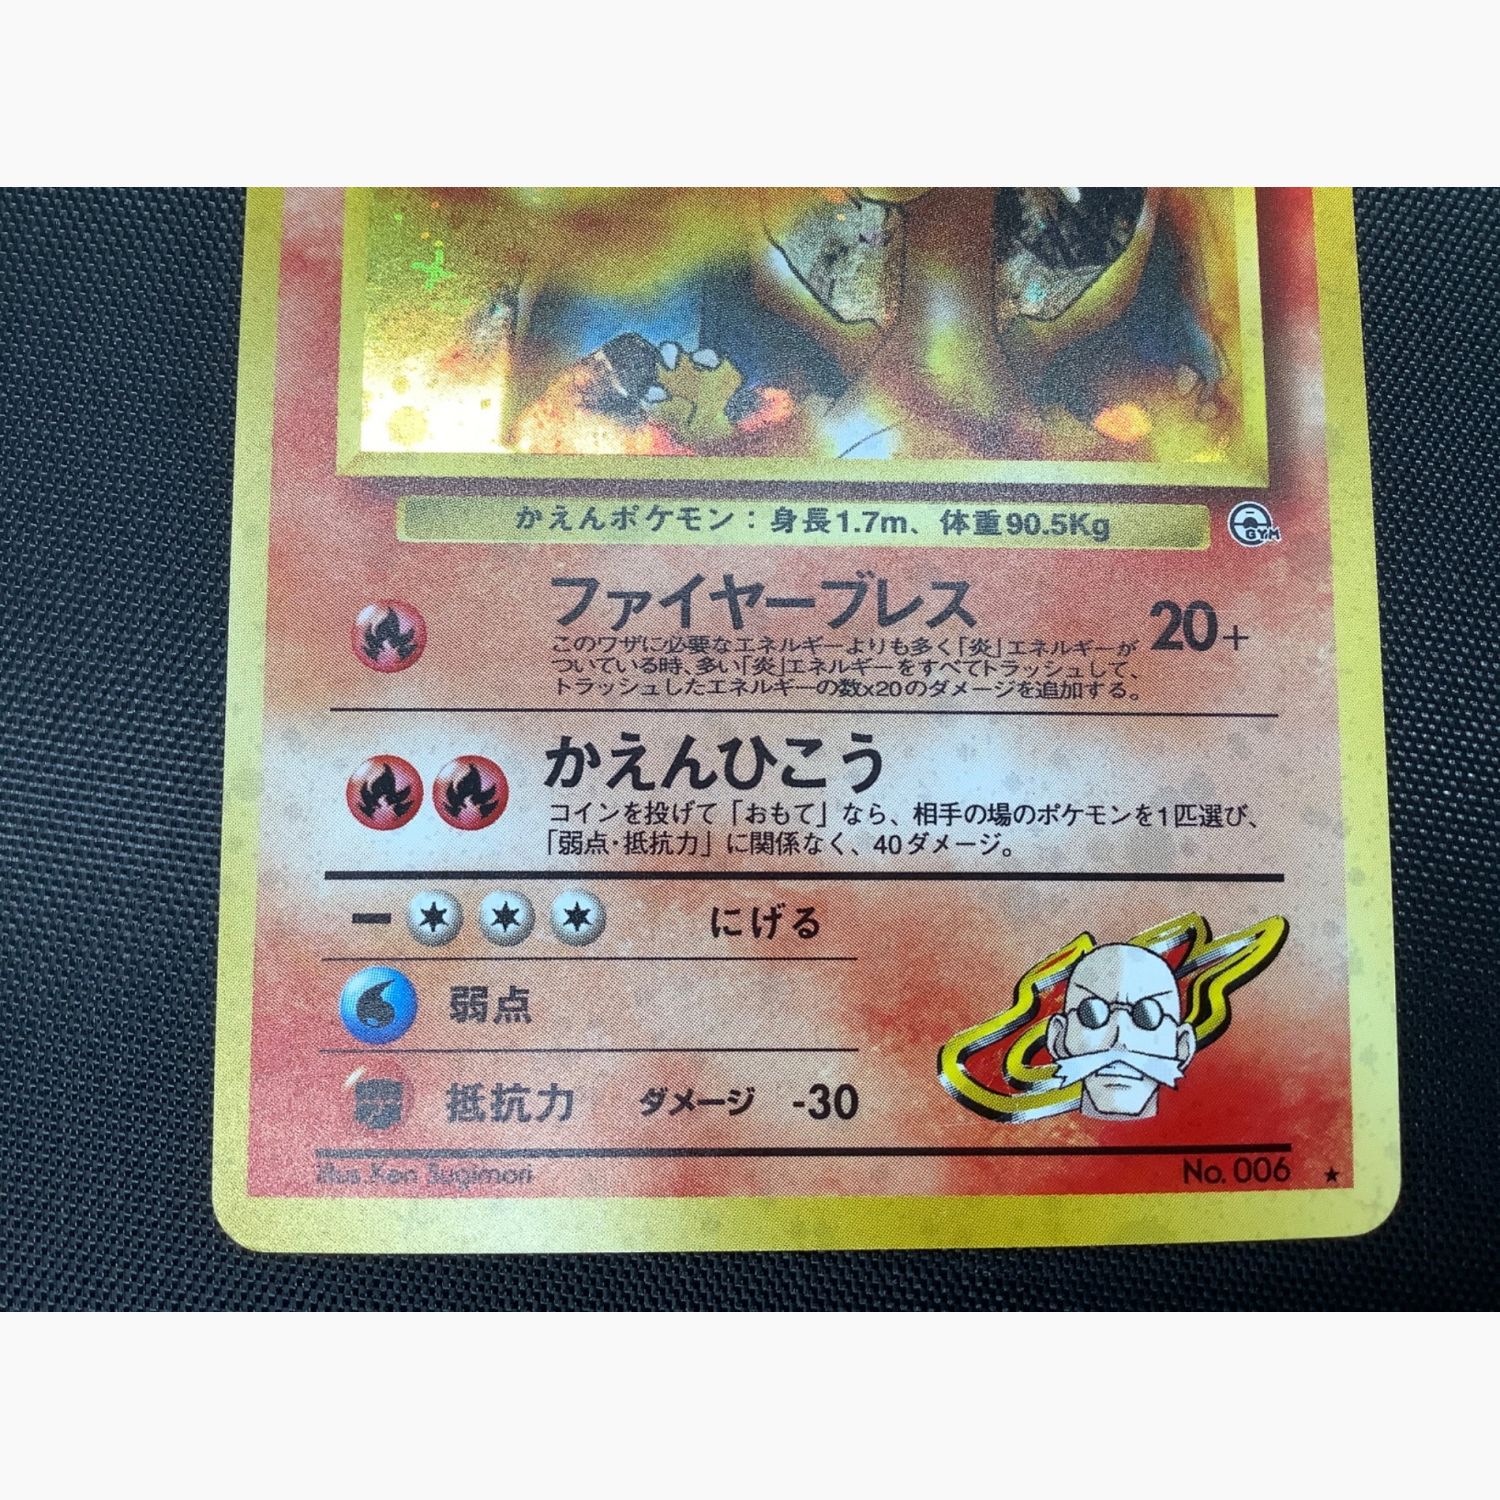 かえんポケモン：身長1.7m、体重90.5Kg
GYM
ファイヤーブレス 20+
このワザに必要なエネルギーよりも多く「炎」エネルギーが
ついている時、多い「炎」エネルギーをすべてトラッシュして、
トラッシュしたエネルギーの数x20のダメージを追加する。
かえんひこう
コインを投げて「おもて」なら、相手の場のポケモンを1匹選び、
「弱点・抵抗力」に関係なく、40ダメージ。
にげる
弱点
抵抗力 ダメージ -30
illus. Ken Sugimori No. 006 ★